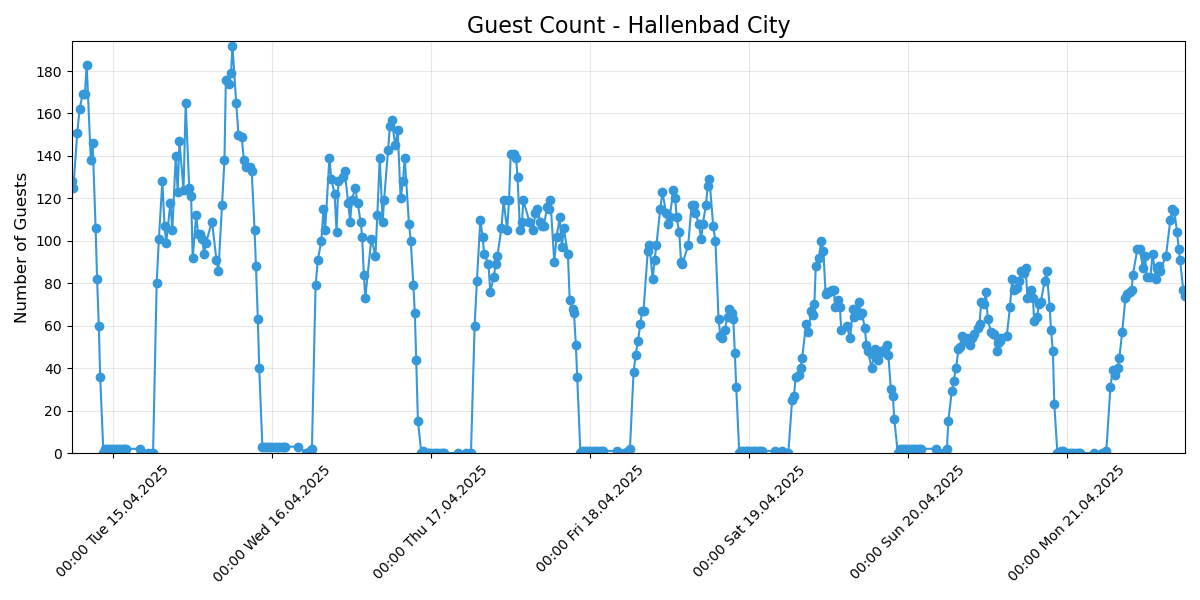 Guest Count - Hallenbad City
Number of Guests
180
160
140
120
100
80
60
40
20
0
00:00 Tue 15.04.2025
00:00 Wed 16.04.2025
00:00 Thu 17.04.2025
00:00 Fri 18.04.2025
00:00 Sat 19.04.2025
00:00 Sun 20.04.2025
00:00 Mon 21.04.2025